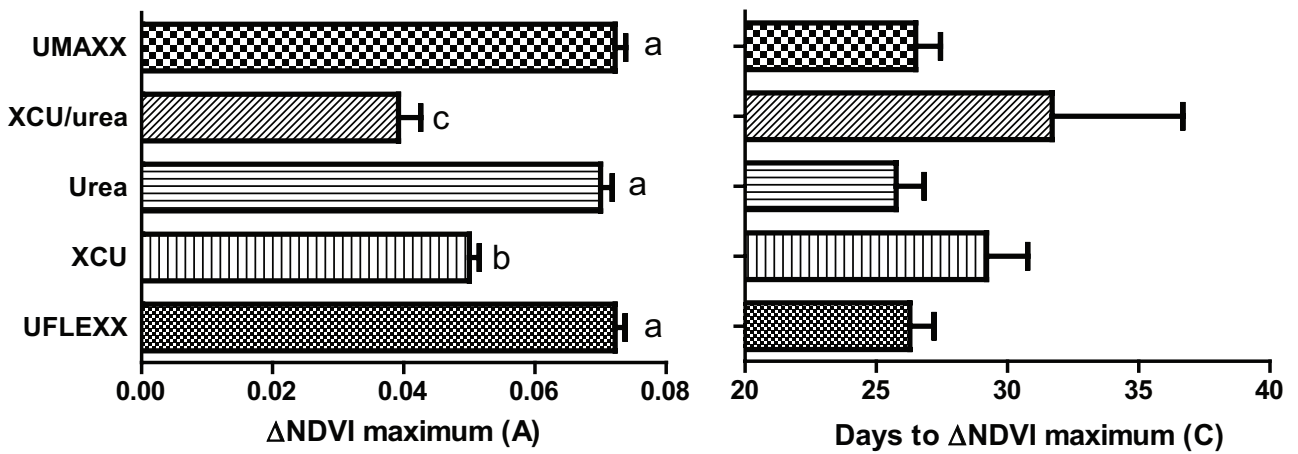 UMAXX
XCU/urea
Urea
XCU
UFLEXX
a
c
a
b
a
0.00 0.02 0.04 0.06 0.08
ΔNDVI maximum (A)
20 25 30 35 40
Days to ΔNDVI maximum (C)